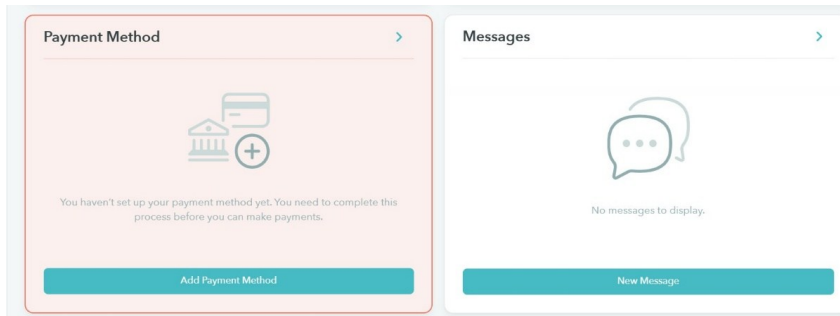 Payment Method
You haven't set up your payment method yet. You need to complete this
process before you can make payments.
Add Payment Method
Messages
No messages to display.
New Message